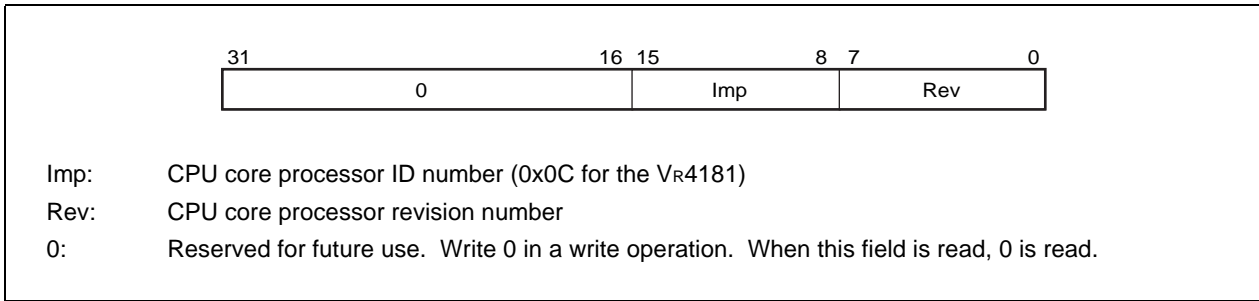 31 16 15 8 7 0
0 Imp Rev
Imp: CPU core processor ID number (0x0C for the VR4181)
Rev: CPU core processor revision number
0: Reserved for future use. Write 0 in a write operation. When this field is read, 0 is read.